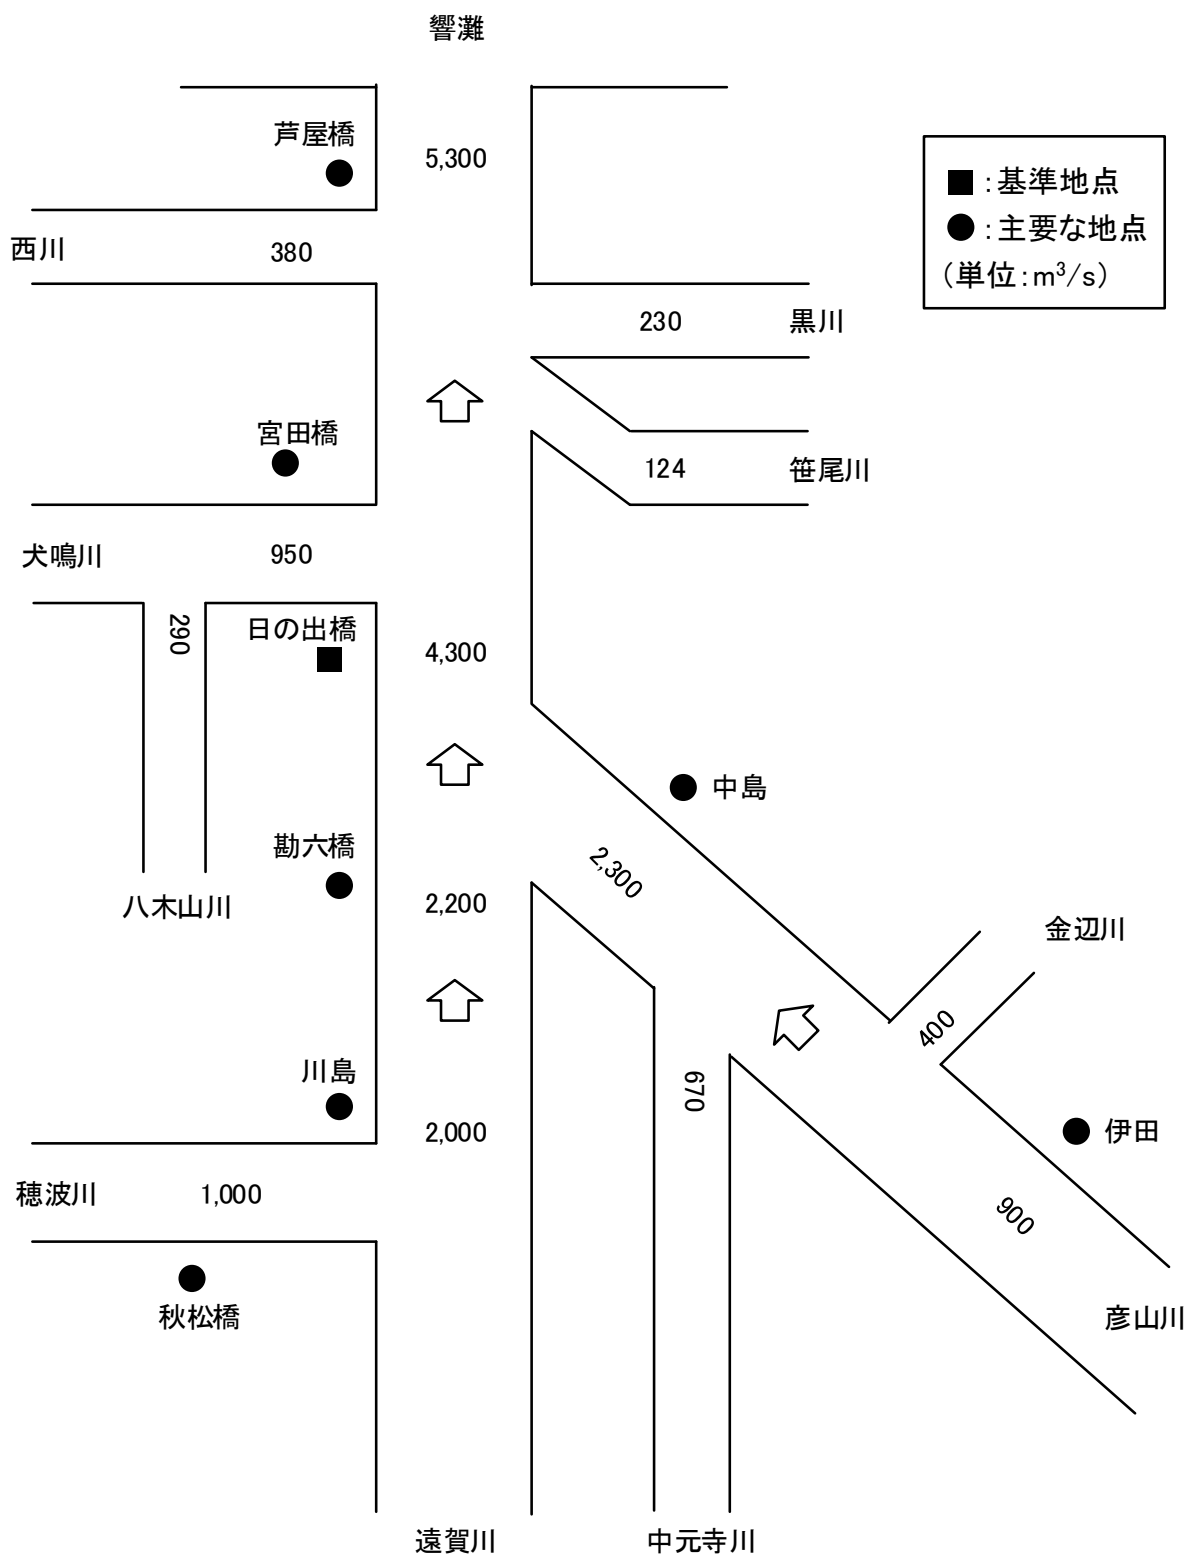 響灘
芦屋橋
5,300
■:基準地点
●:主要な地点
(単位:m³/s)
西川
380
230
黒川
宮田橋
124
笹尾川
犬鳴川
950
290
日の出橋
4,300
中島
勘六橋
2,300
八木山川
2,200
金辺川
400
川島
670
2,000
伊田
穂波川
1,000
900
秋松橋
彦山川
遠賀川
中元寺川